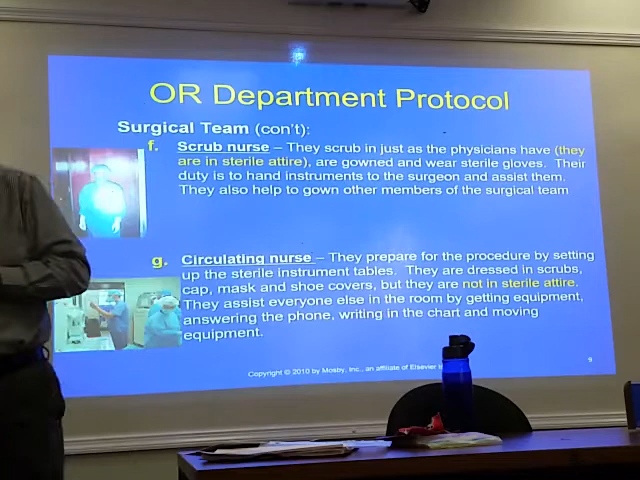 OR Department Protocol
Surgical Team (con't):
f. Scrub nurse – They scrub in just as the physicians have (they
are in sterile attire), are gowned and wear sterile gloves. Their
duty is to hand instruments to the surgeon and assist them.
They also help to gown other members of the surgical team
g. Circulating nurse – They prepare for the procedure by setting
up the sterile instrument tables. They are dressed in scrubs,
cap, mask and shoe covers, but they are not in sterile attire.
They assist everyone else in the room by getting equipment,
answering the phone, writing in the chart and moving
equipment.
Copyright © 2010 by Mosby, Inc., an affiliate of Elsevier
9